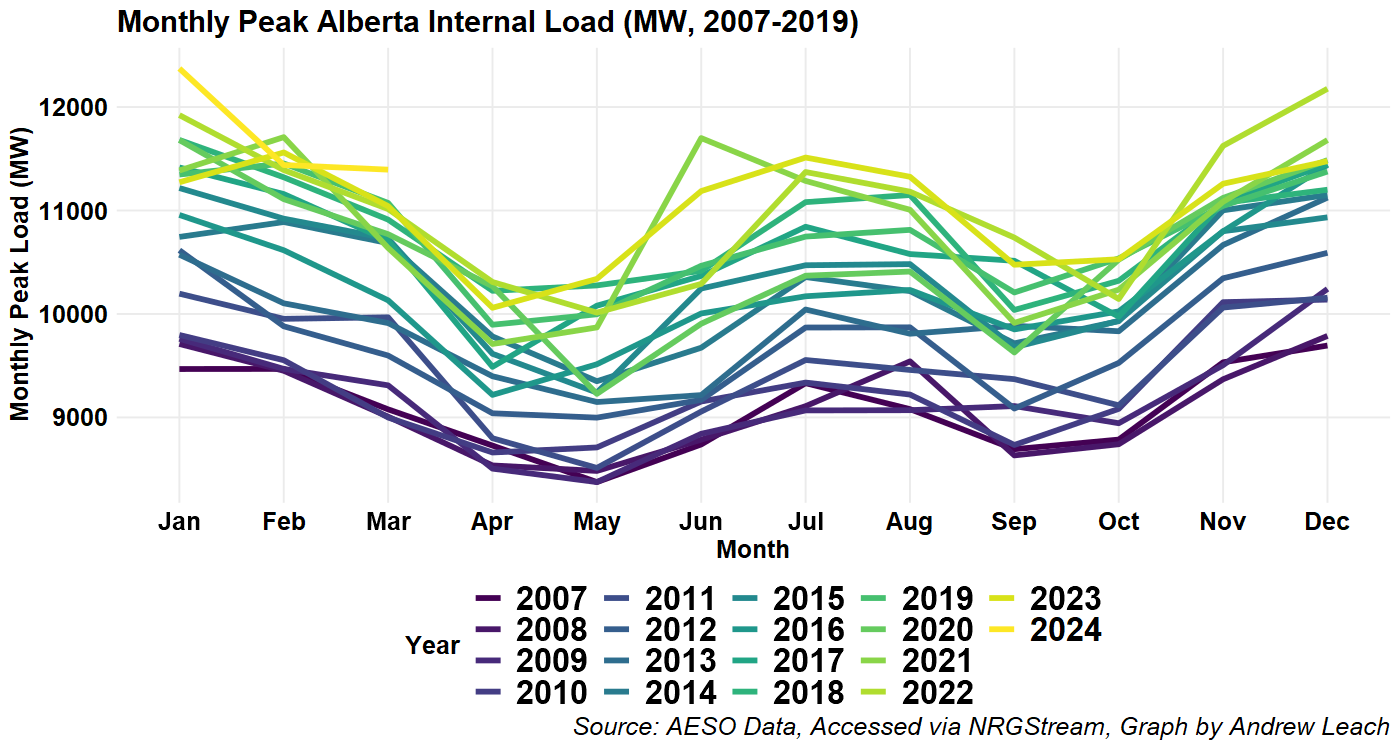 Monthly Peak Alberta Internal Load (MW, 2007-2019)
Monthly Peak Load (MW)
12000
11000
10000
9000
Jan Feb Mar Apr May Jun Jul Aug Sep Oct Nov Dec
Month
Year
2007 2011 2015 2019 2023
2008 2012 2016 2020 2024
2009 2013 2017 2021
2010 2014 2018 2022
Source: AESO Data, Accessed via NRGStream, Graph by Andrew Leach